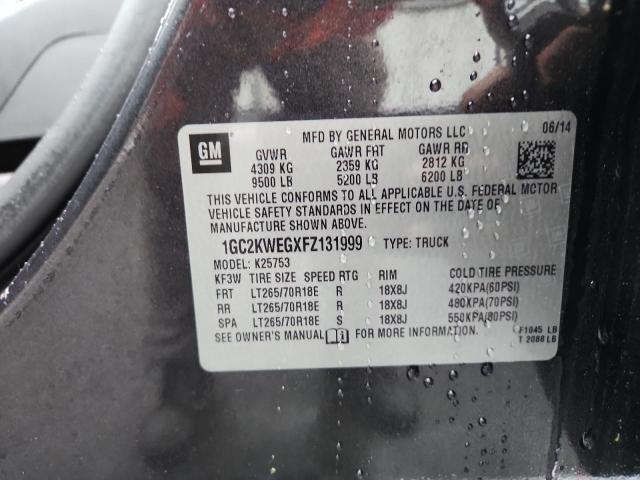 MFD BY GENERAL MOTORS LLC 06/14
GM
GVWR GAWR FRT GAWR RR
4309 KG 2359 KG 2812 KG
9500 LB 5200 LB 6200 LB
THIS VEHICLE CONFORMS TO ALL APPLICABLE U.S. FEDERAL MOTOR
VEHICLE SAFETY STANDARDS IN EFFECT ON THE DATE OF
MANUFACTURE SHOWN ABOVE.
1GC2KWEGXFZ131999 TYPE: TRUCK
MODEL: K25753
KF3W TIRE SIZE SPEED RTG RIM COLD TIRE PRESSURE
FRT LT265/70R18E R 18X8J 420KPA(60PSI)
RR LT265/70R18E R 18X8J 480KPA(70PSI)
SPA LT265/70R18E S 18X8J 550KPA(80PSI)
SEE OWNER'S MANUAL FOR MORE INFORMATION. F1045 LB
T 2088 LB